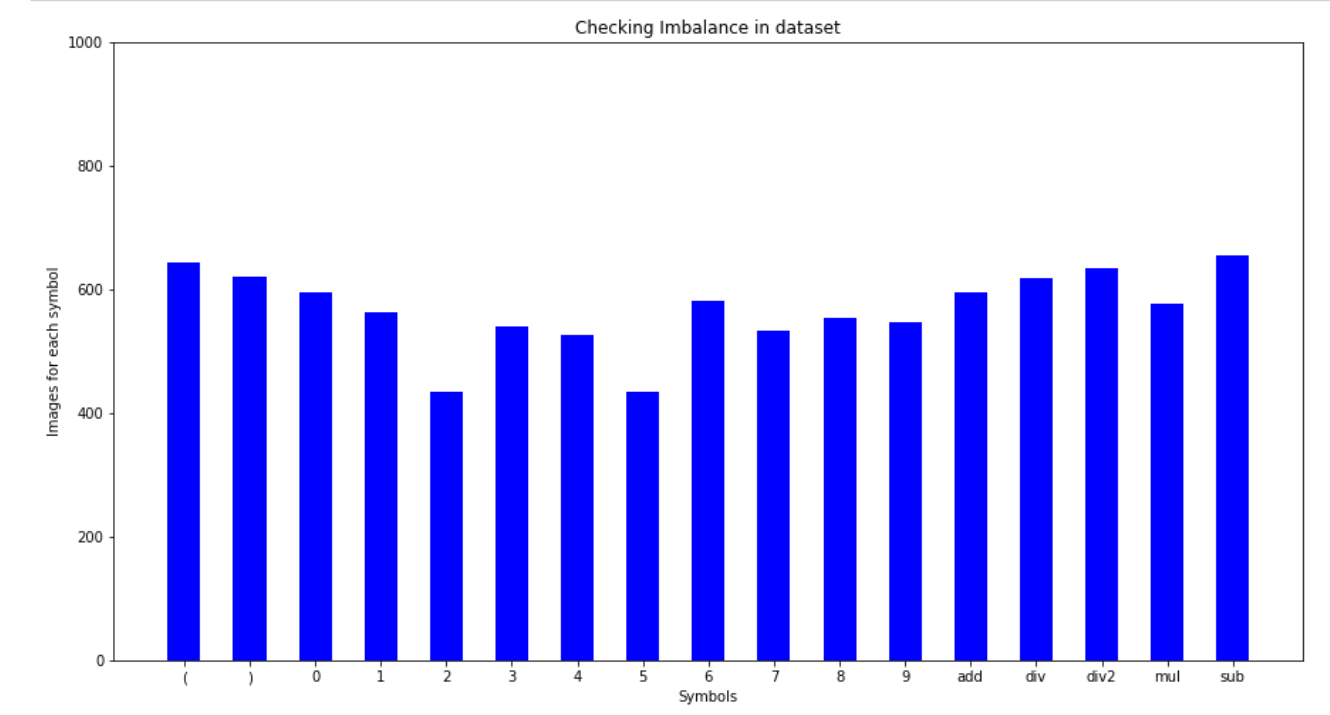 Checking Imbalance in dataset
1000
800
600
400
200
0
Images for each symbol
( ) 0 1 2 3 4 5 6 7 8 9 add div div2 mul sub
Symbols